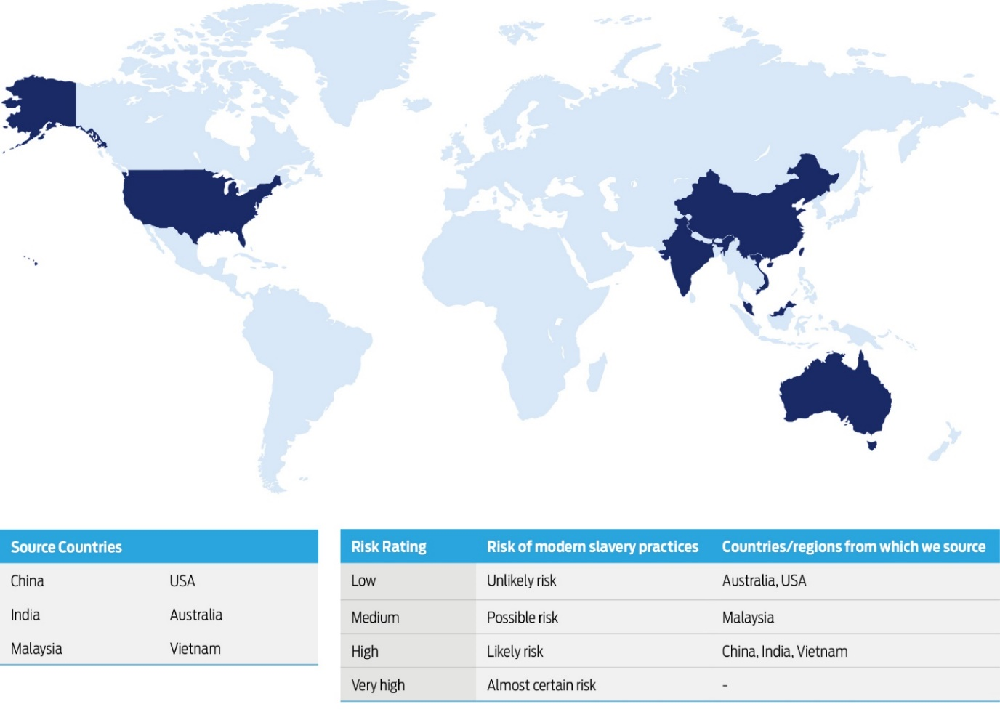 Source Countries
China USA
India Australia
Malaysia Vietnam
Risk Rating Risk of modern slavery practices Countries/regions from which we source
Low Unlikely risk Australia, USA
Medium Possible risk Malaysia
High Likely risk China, India, Vietnam
Very high Almost certain risk -